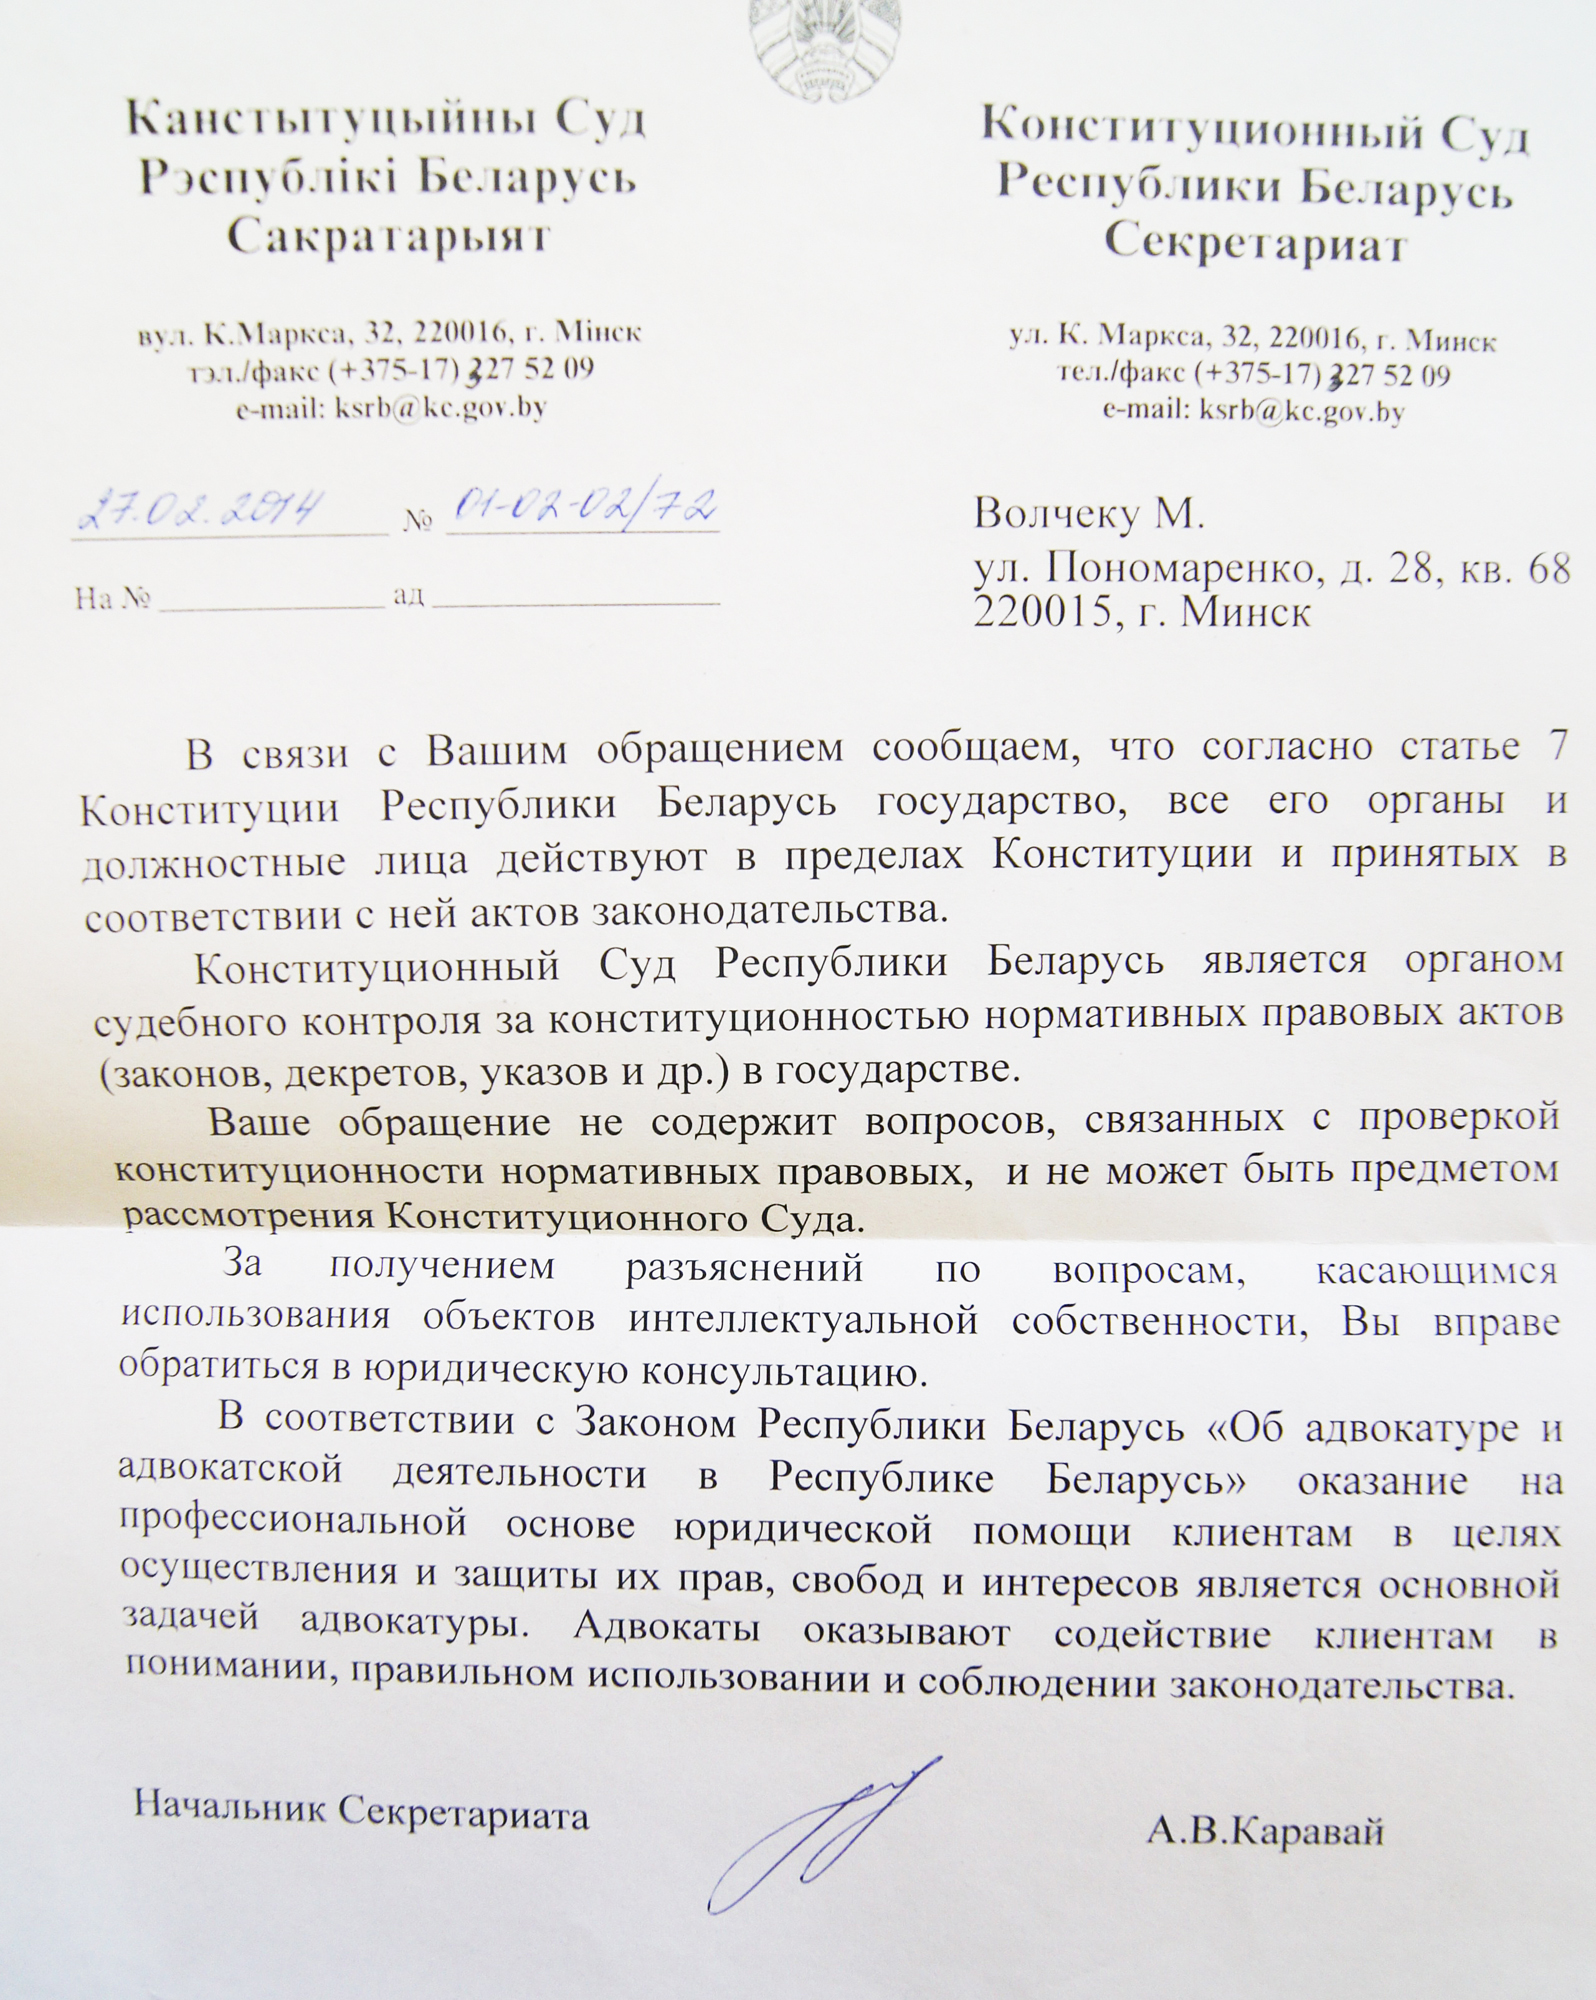 Канстытуцыйны Суд
Рэспублікі Беларусь
Сакратарыят
вул. К.Маркса, 32, 220016, г. Мінск
тэл./факс (+375-17) 327 52 09
e-mail: ksrb@kc.gov.by
Конституционный Суд
Республики Беларусь
Секретариат
ул. К. Маркса, 32, 220016, г. Минск
тел./факс (+375-17) 327 52 09
e-mail: ksrb@kc.gov.by
27.02.2014 № 01-02-02/72
На № ад
Волчеку М.
ул. Пономаренко, д. 28, кв. 68
220015, г. Минск
В связи с Вашим обращением сообщаем, что согласно статье 7
Конституции Республики Беларусь государство, все его органы и
должностные лица действуют в пределах Конституции и принятых в
соответствии с ней актов законодательства.
Конституционный Суд Республики Беларусь является органом
судебного контроля за конституционностью нормативных правовых актов
(законов, декретов, указов и др.) в государстве.
Ваше обращение не содержит вопросов, связанных с проверкой
конституционности нормативных правовых, и не может быть предметом
рассмотрения Конституционного Суда.
За получением разъяснений по вопросам, касающимся
использования объектов интеллектуальной собственности, Вы вправе
обратиться в юридическую консультацию.
В соответствии с Законом Республики Беларусь «Об адвокатуре и
адвокатской деятельности в Республике Беларусь» оказание на
профессиональной основе юридической помощи клиентам в целях
осуществления и защиты их прав, свобод и интересов является основной
задачей адвокатуры. Адвокаты оказывают содействие клиентам в
понимании, правильном использовании и соблюдении законодательства.
Начальник Секретариата
А.В.Каравай